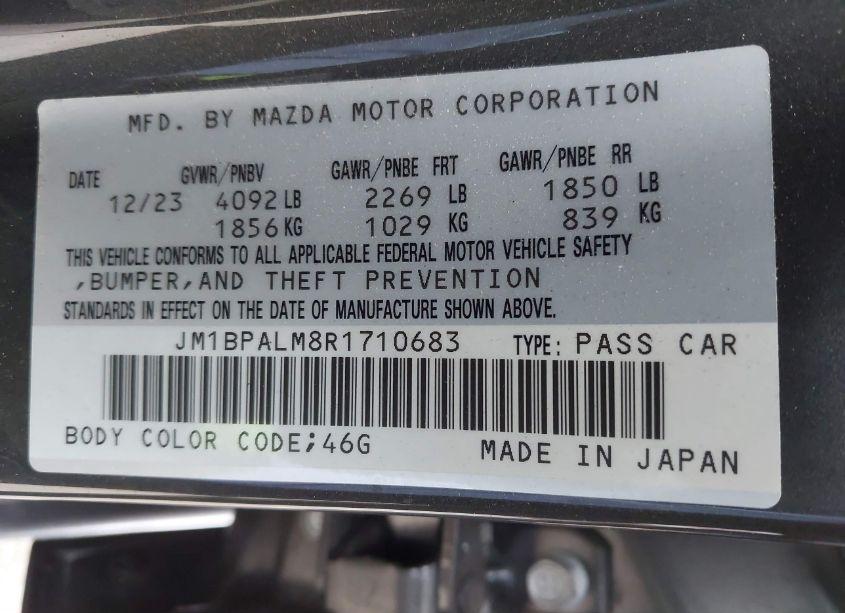 MFD. BY MAZDA MOTOR CORPORATION
DATE GVWR/PNBV GAWR/PNBE FRT GAWR/PNBE RR
12/23 4092 LB 2269 LB 1850 LB
1856 KG 1029 KG 839 KG
THIS VEHICLE CONFORMS TO ALL APPLICABLE FEDERAL MOTOR VEHICLE SAFETY
,BUMPER,AND THEFT PREVENTION
STANDARDS IN EFFECT ON THE DATE OF MANUFACTURE SHOWN ABOVE.
JM1BPALM8R1710683 TYPE: PASS CAR
BODY COLOR CODE;46G MADE IN JAPAN